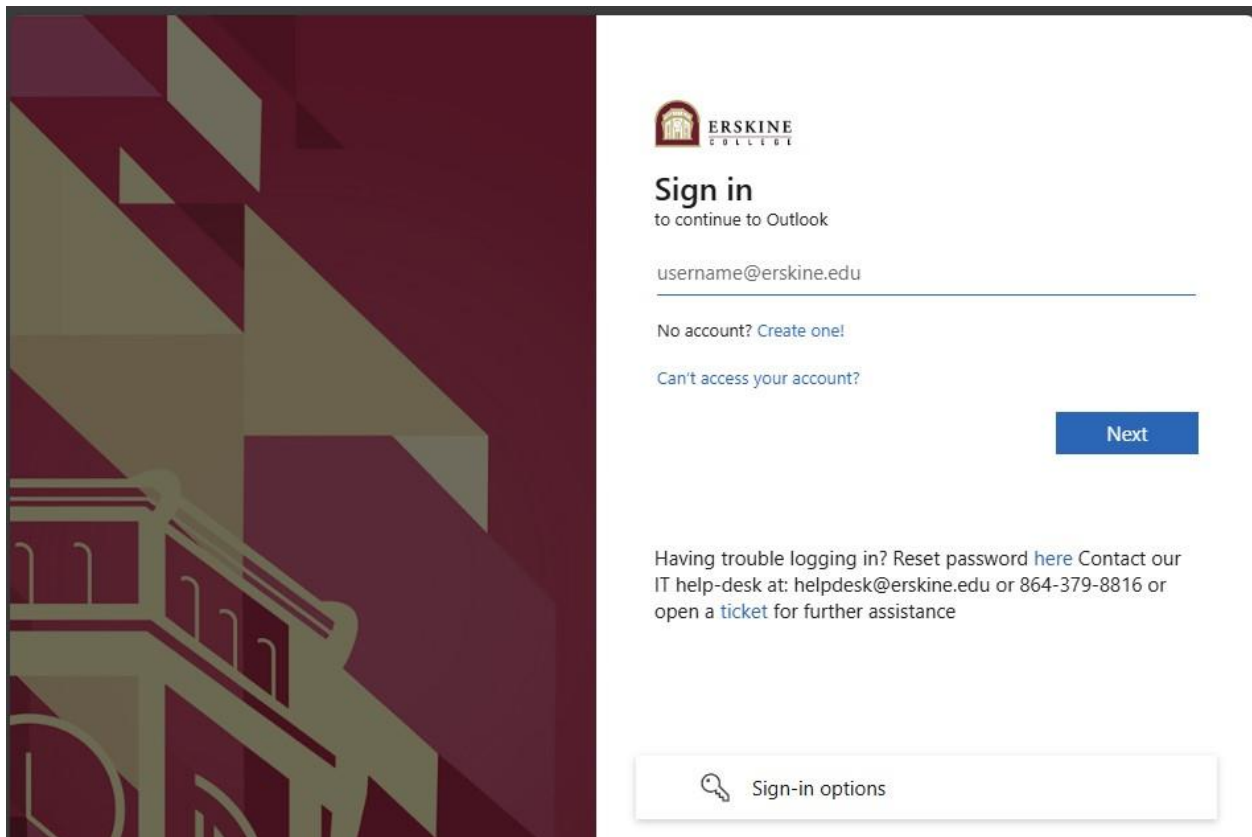 ERSKINE
COLLEGE
Sign in
to continue to Outlook
username@erskine.edu
No account? Create one!
Can't access your account?
Next
Having trouble logging in? Reset password here Contact our
IT help-desk at: helpdesk@erskine.edu or 864-379-8816 or
open a ticket for further assistance
Sign-in options